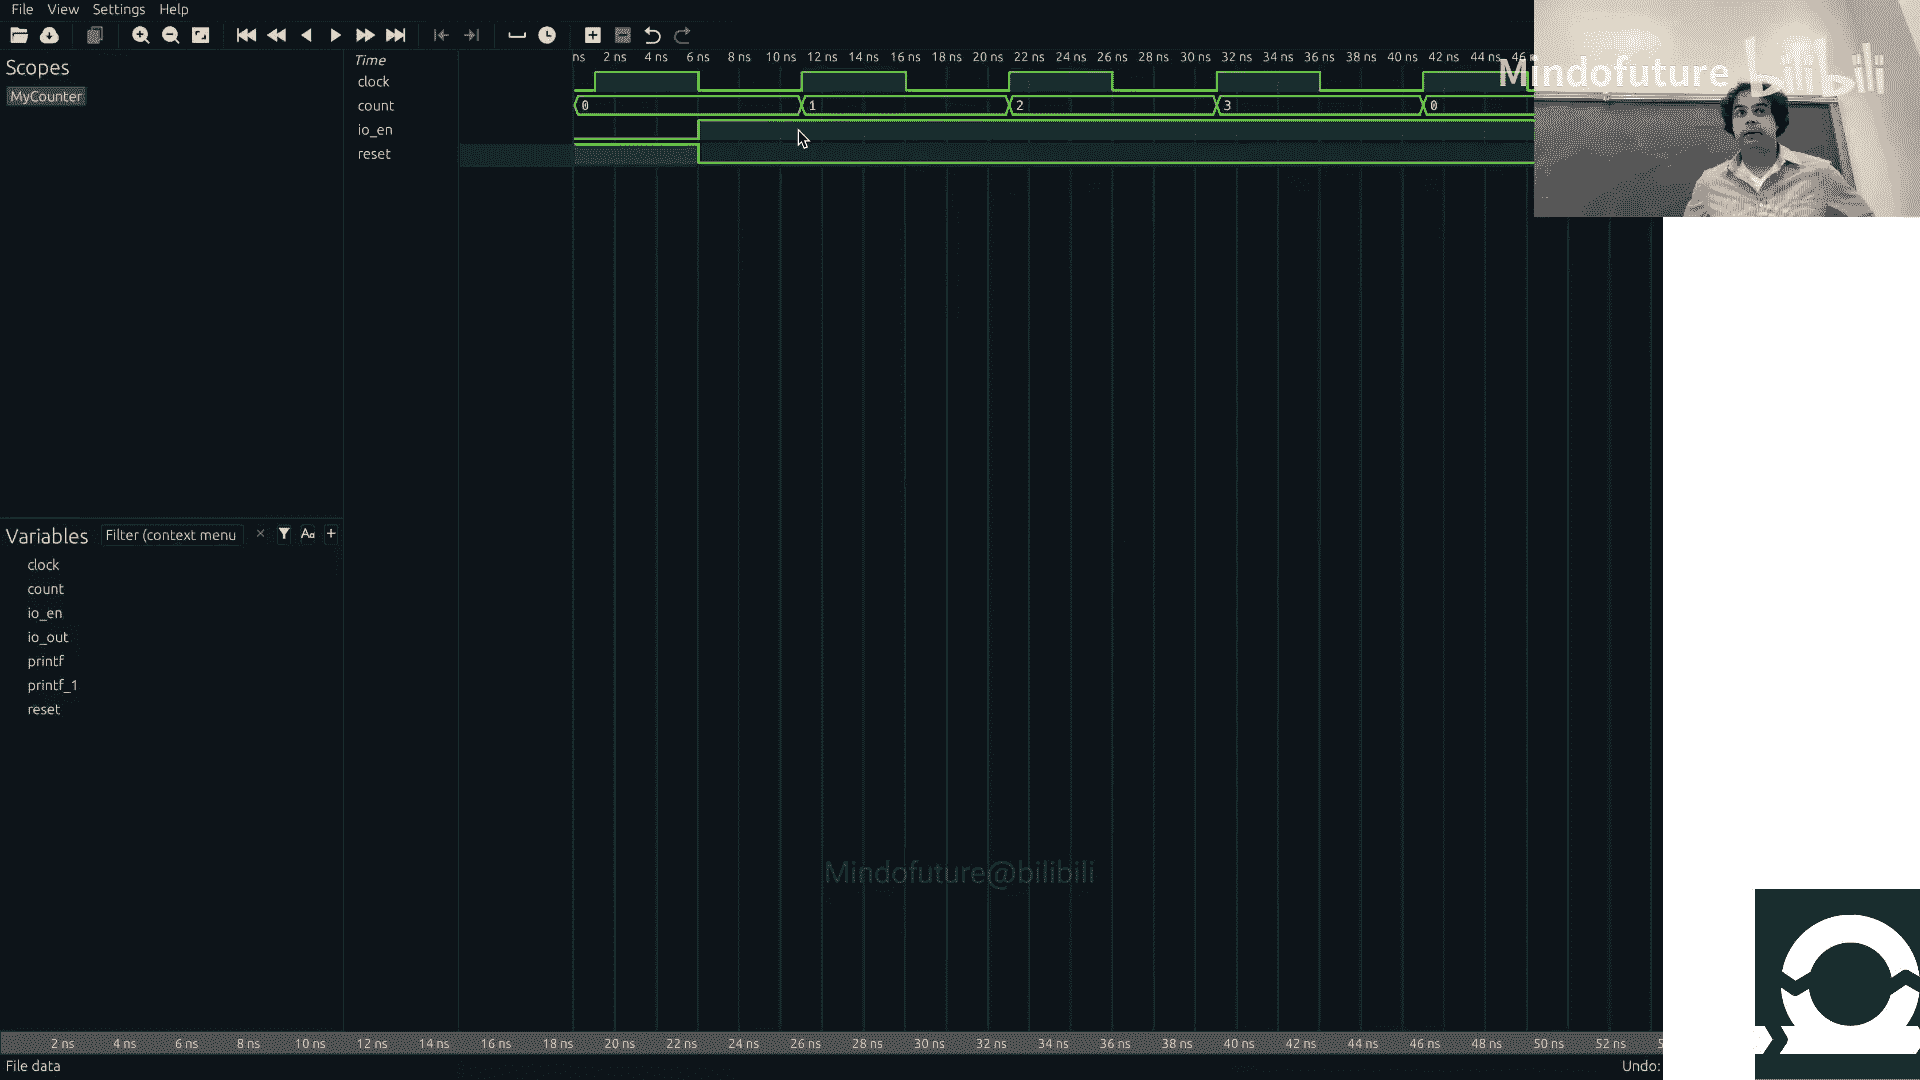 File View Settings Help
Scopes
MyCounter
Time
ns 2 ns 4 ns 6 ns 8 ns 10 ns 12 ns 14 ns 16 ns 18 ns 20 ns 22 ns 24 ns 26 ns 28 ns 30 ns 32 ns 34 ns 36 ns 38 ns 40 ns 42 ns 44 ns 46
clock
count 0 1 2 3 0
io_en
reset
Mindofuture bilibili
Variables Filter (context menu
clock
count
io_en
io_out
printf
printf_1
reset
Mindofuture@bilibili
2 ns 4 ns 6 ns 8 ns 10 ns 12 ns 14 ns 16 ns 18 ns 20 ns 22 ns 24 ns 26 ns 28 ns 30 ns 32 ns 34 ns 36 ns 38 ns 40 ns 42 ns 44 ns 46 ns 48 ns 50 ns 52 ns
File data
Undo: